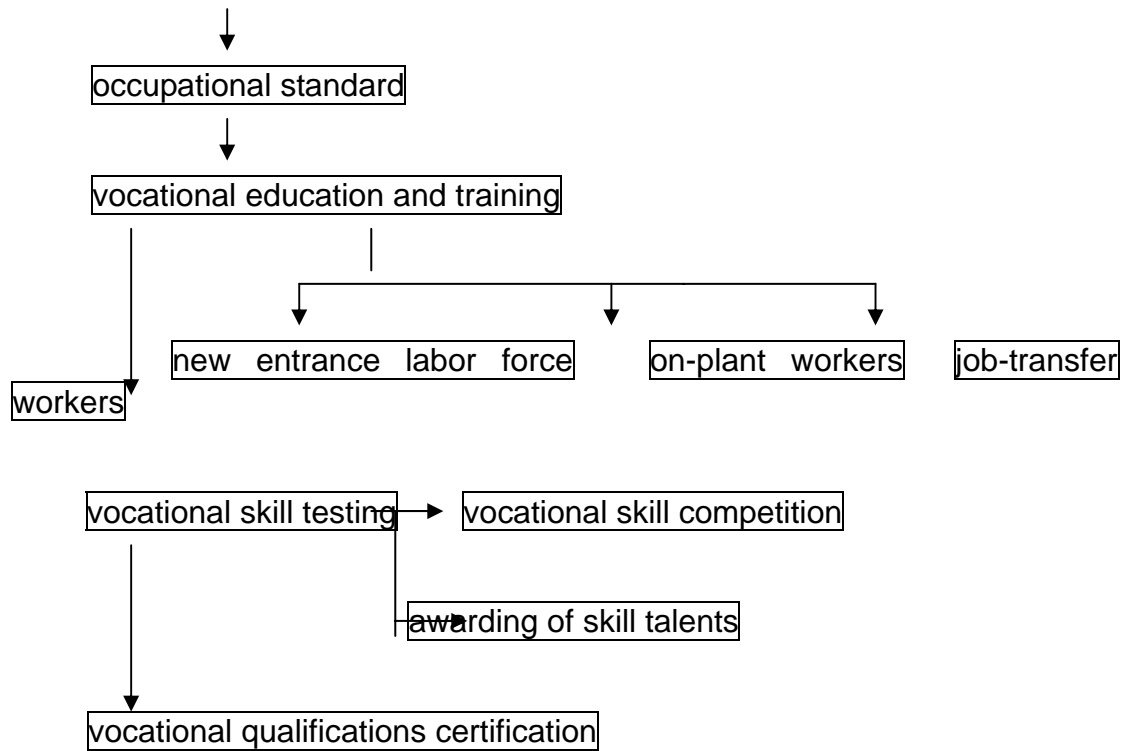 occupational standard
vocational education and training
new entrance labor force on-plant workers job-transfer
workers
vocational skill testing vocational skill competition
awarding of skill talents
vocational qualifications certification